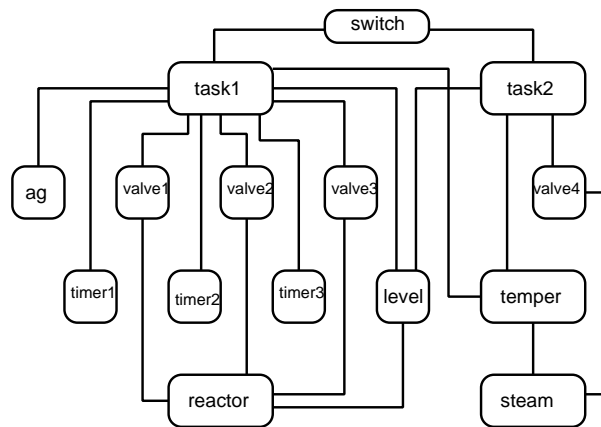 switch
task1
task2
ag
valve1
valve2
valve3
valve4
timer1
timer2
timer3
level
temper
reactor
steam